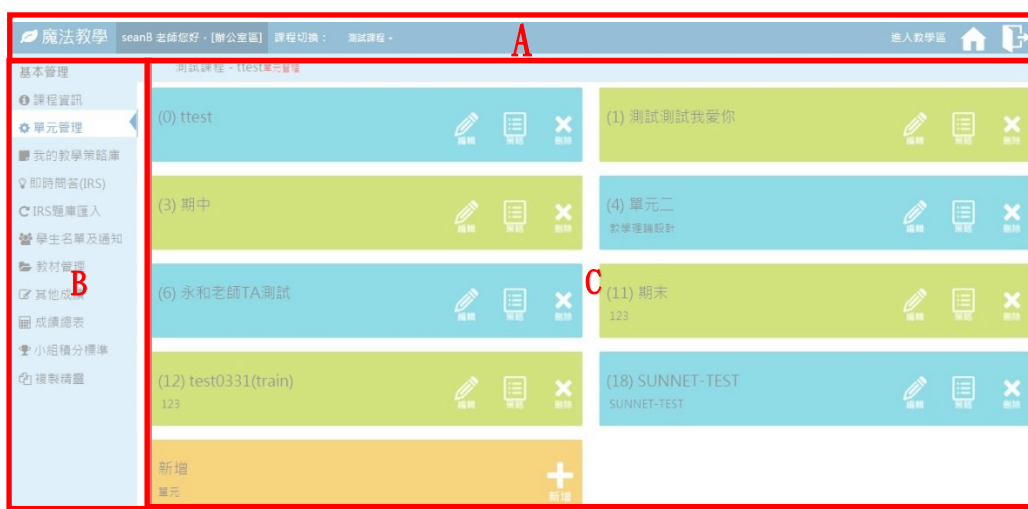 魔法教學 seanB 老師您好，[辦公室區] 課程切換： 測試課程 進入教學區
A
基本管理
課程資訊
單元管理
我的教學策略庫
即時問答(IRS)
IRS題庫匯入
學生名單及通知
教材管理
其他成績
成績總表
小組積分標準
複製精靈
B
測試課程 - ttest單元管理
(0) ttest
編輯 策略 刪除
(1) 測試測試我愛你
編輯 策略 刪除
(3) 期中
編輯 策略 刪除
(4) 單元二
教學理論設計
編輯 策略 刪除
(6) 永和老師TA測試
編輯 策略 刪除
C
(11) 期末
123
編輯 策略 刪除
(12) test0331(train)
123
編輯 策略 刪除
(18) SUNNET-TEST
SUNNET-TEST
編輯 策略 刪除
新增
單元
新增